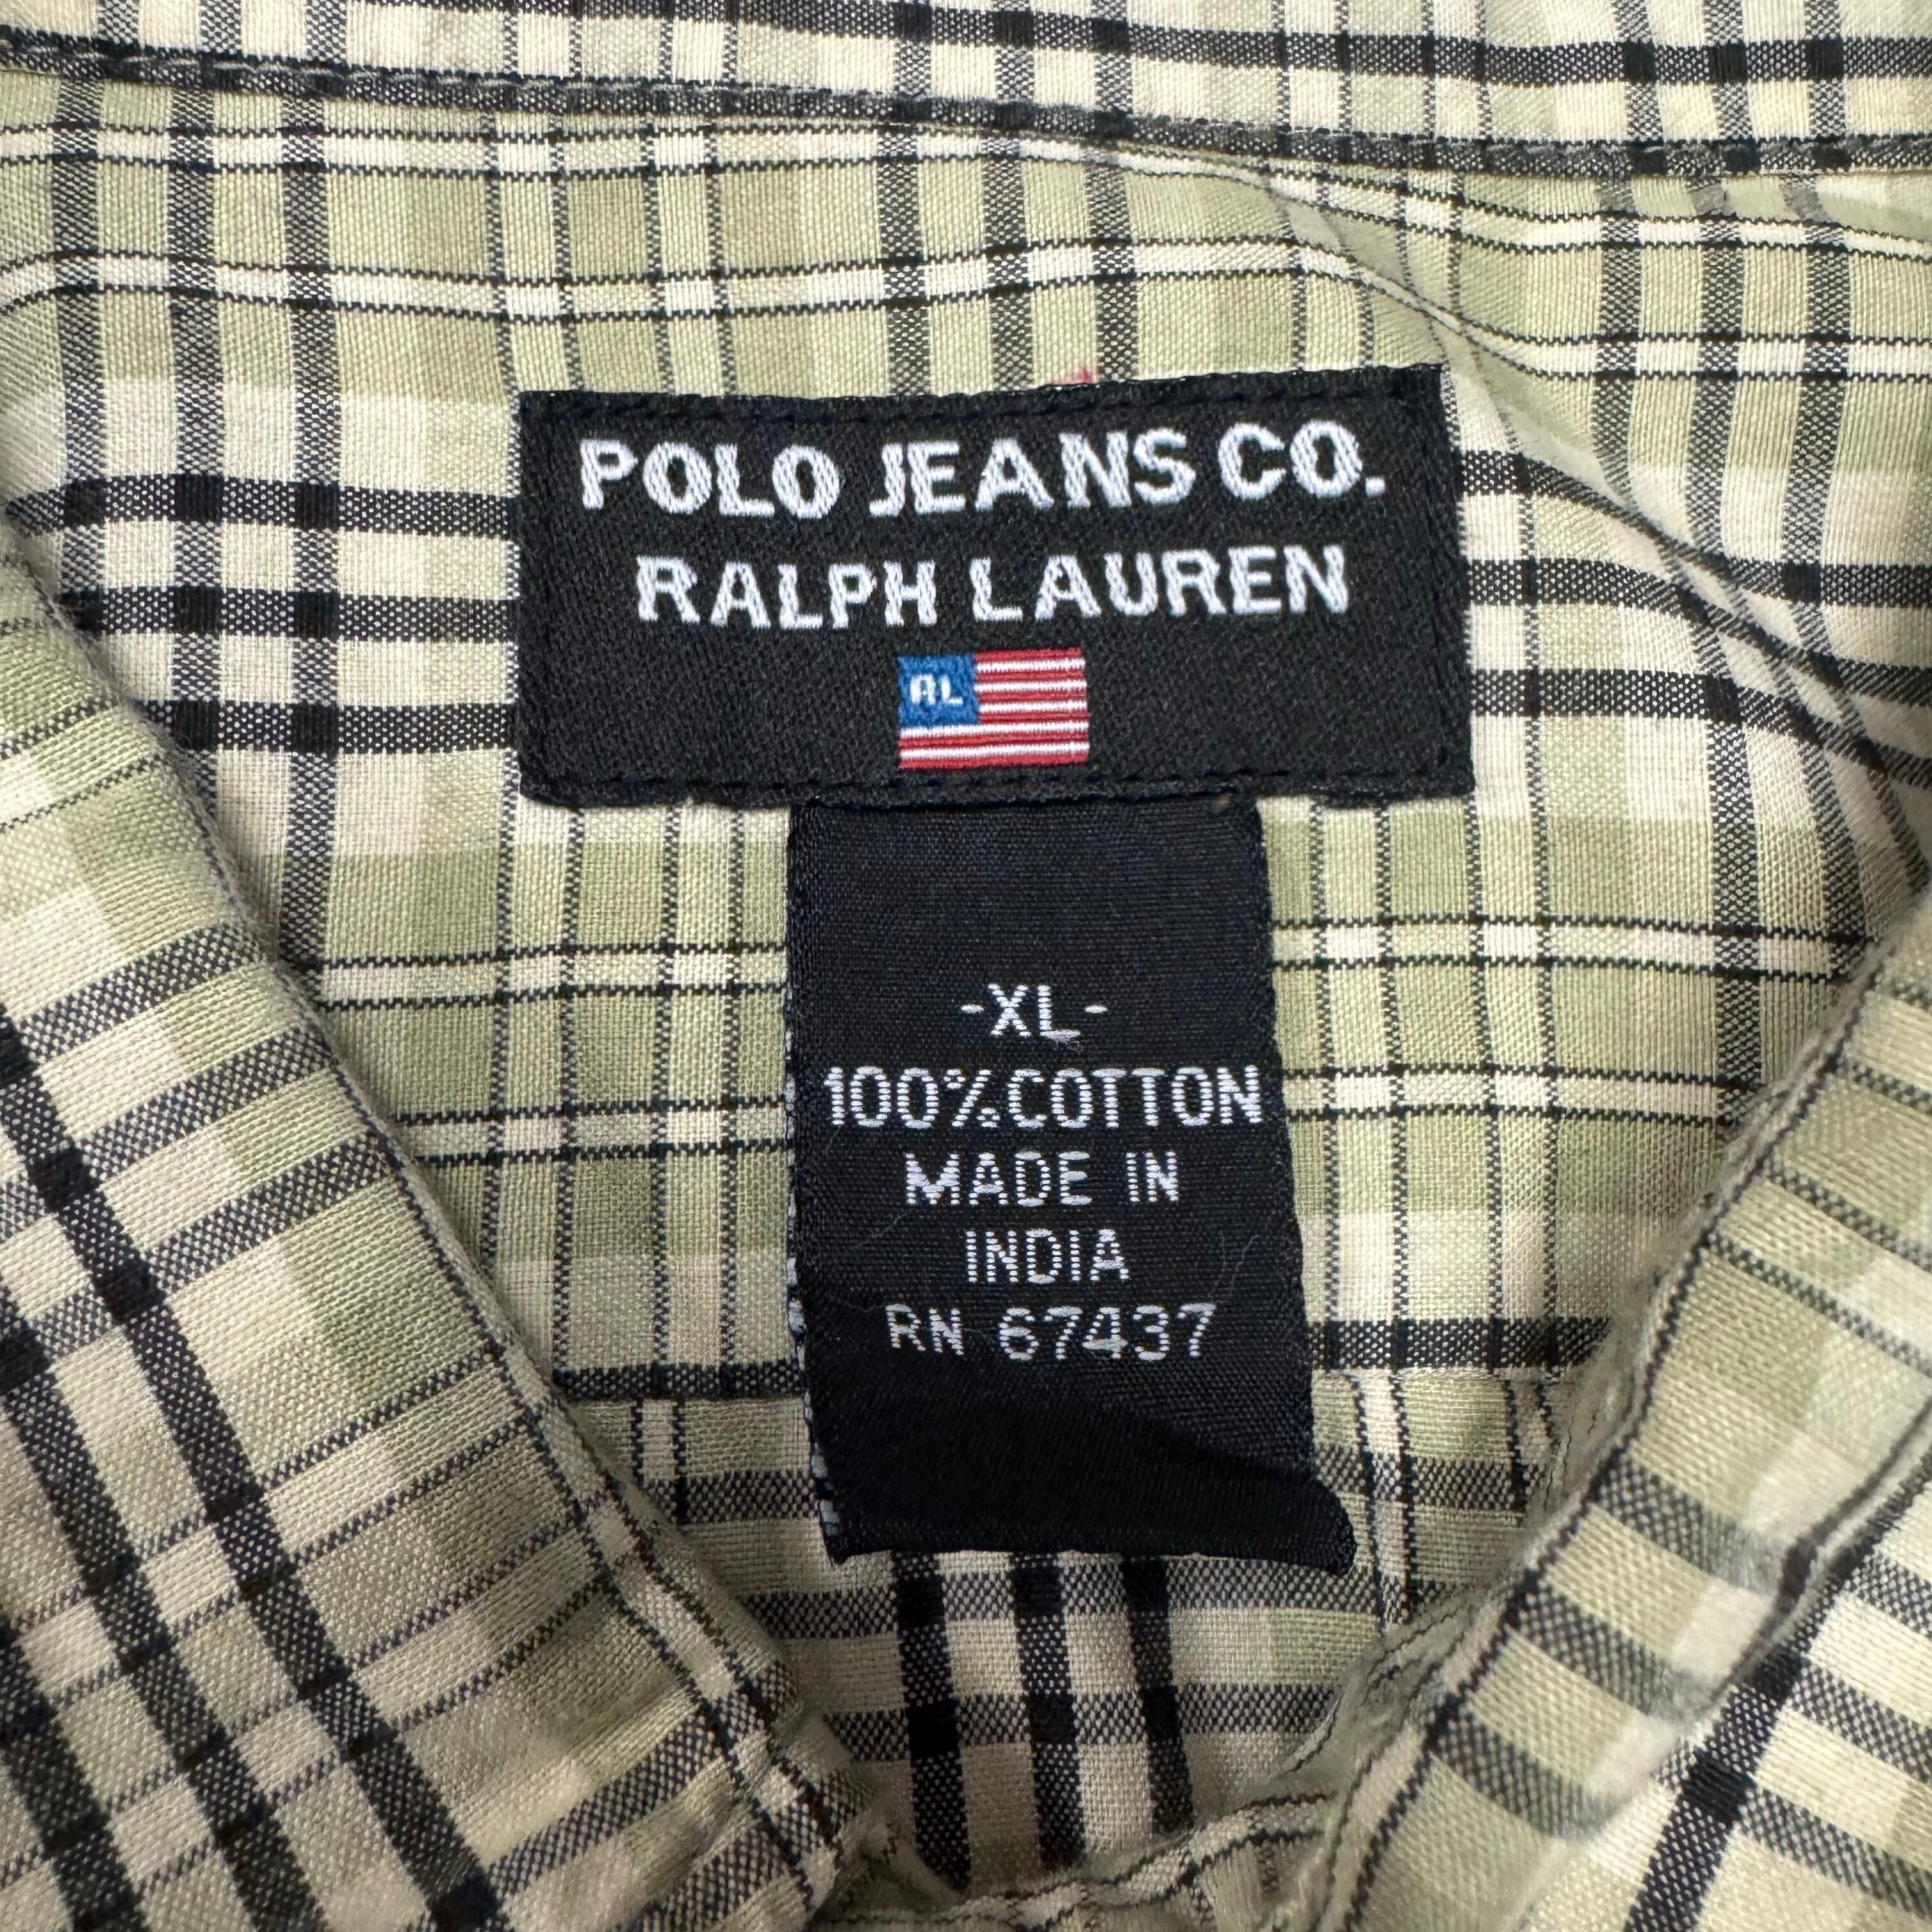 POLO JEANS CO.
RALPH LAUREN
RL
-XL-
100% COTTON
MADE IN
INDIA
RN 67437